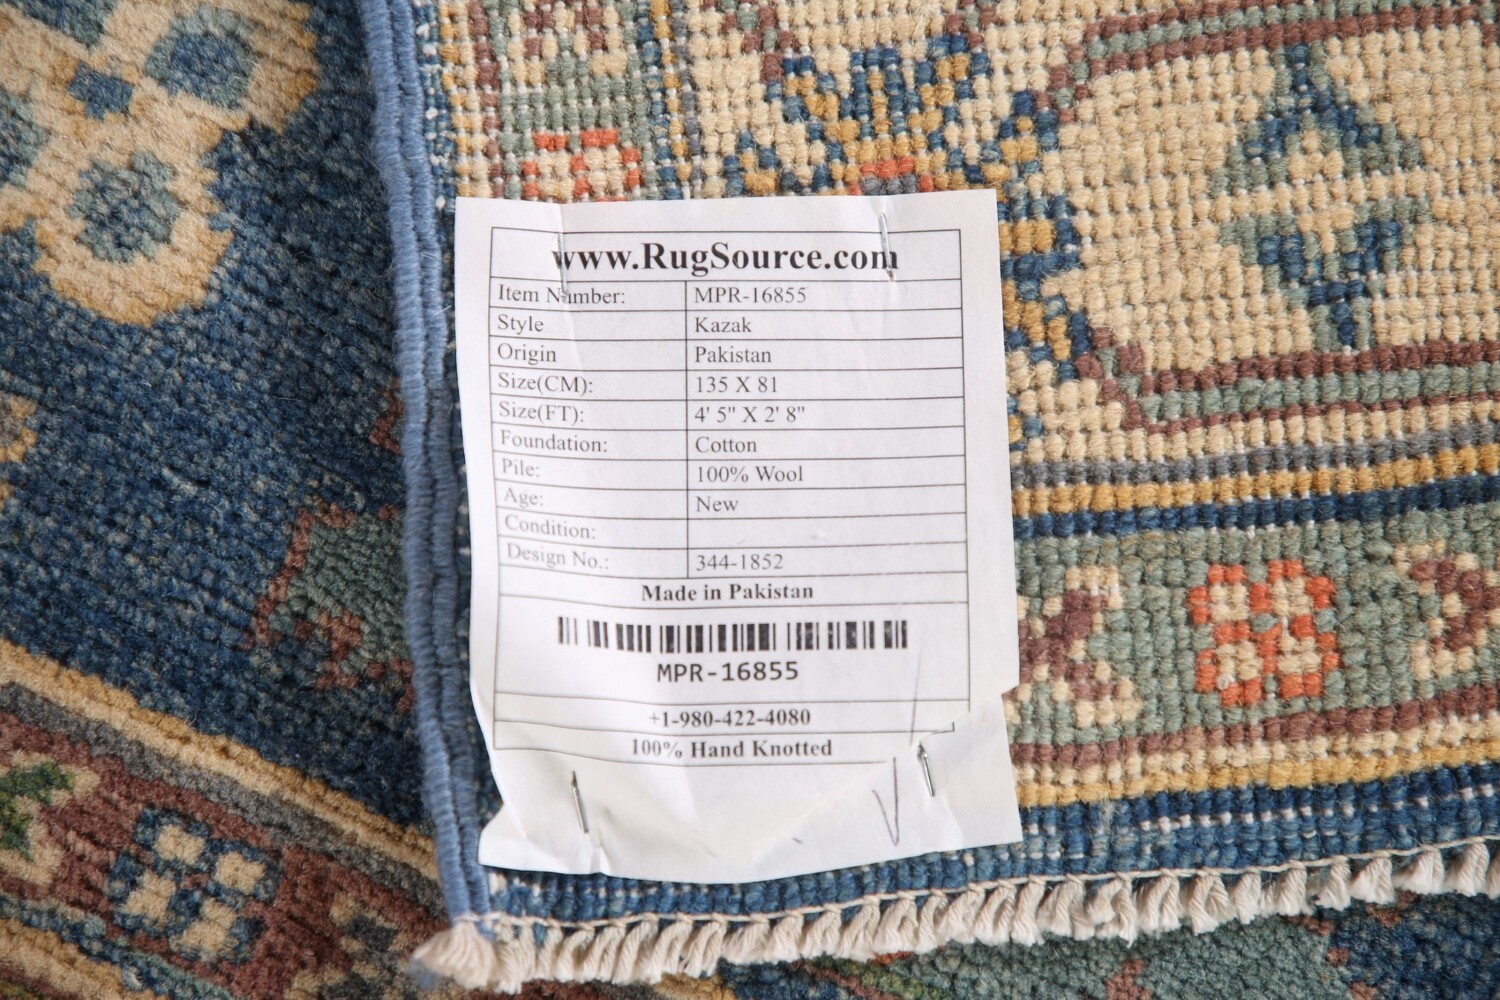 www.RugSource.com
Item Number: MPR-16855
Style Kazak
Origin Pakistan
Size(CM): 135 X 81
Size(FT): 4' 5" X 2' 8"
Foundation: Cotton
Pile: 100% Wool
Age: New
Condition:
Design No.: 344-1852
Made in Pakistan
MPR-16855
+1-980-422-4080
100% Hand Knotted